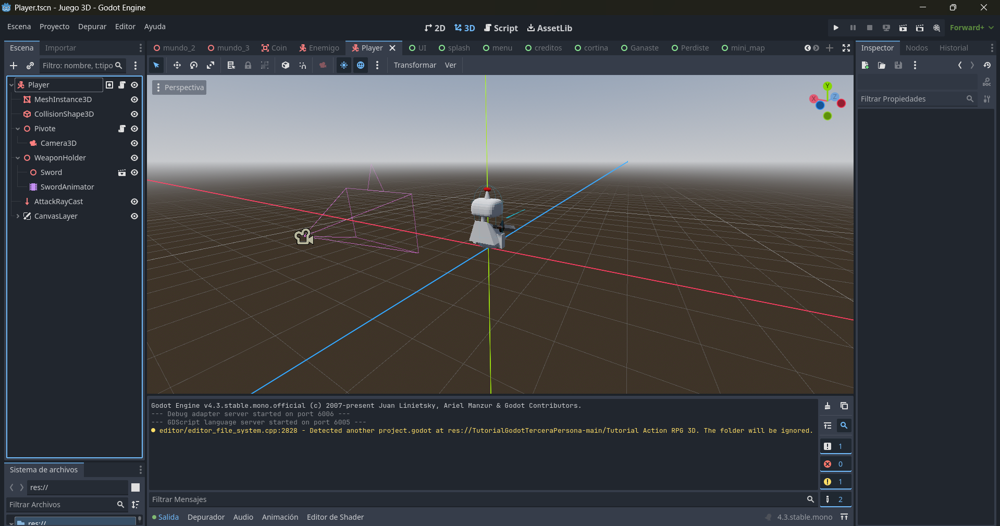 Player.tscn - Juego 3D - Godot Engine
Escena Proyecto Depurar Editor Ayuda
2D 3D Script AssetLib
Forward+
Escena Importar
mundo_2 mundo_3 Coin Enemigo Player UI splash menu creditos cortina Ganaste Perdiste mini_map
Inspector Nodos Historial
Filtro: nombre, t:tipo
Transformar Ver
Player
MeshInstance3D
CollisionShape3D
Pivote
Camera3D
WeaponHolder
Sword
SwordAnimator
AttackRayCast
CanvasLayer
Perspectiva
Y
X
Z
DOC
Filtrar Propiedades
Godot Engine v4.3.stable.mono.official (c) 2007-present Juan Linietsky, Ariel Manzur & Godot Contributors.
--- Debug adapter server started on port 6006 ---
--- GDScript language server started on port 6005 ---
editor/editor_file_system.cpp:2828 - Detected another project.godot at res://TutorialGodotTerceraPersona-main/Tutorial Action RPG 3D. The folder will be ignored.
1
0
1
2
Filtrar Mensajes
Salida Depurador Audio Animación Editor de Shader
4.3.stable.mono
Sistema de archivos
res://
Filtrar Archivos
res://